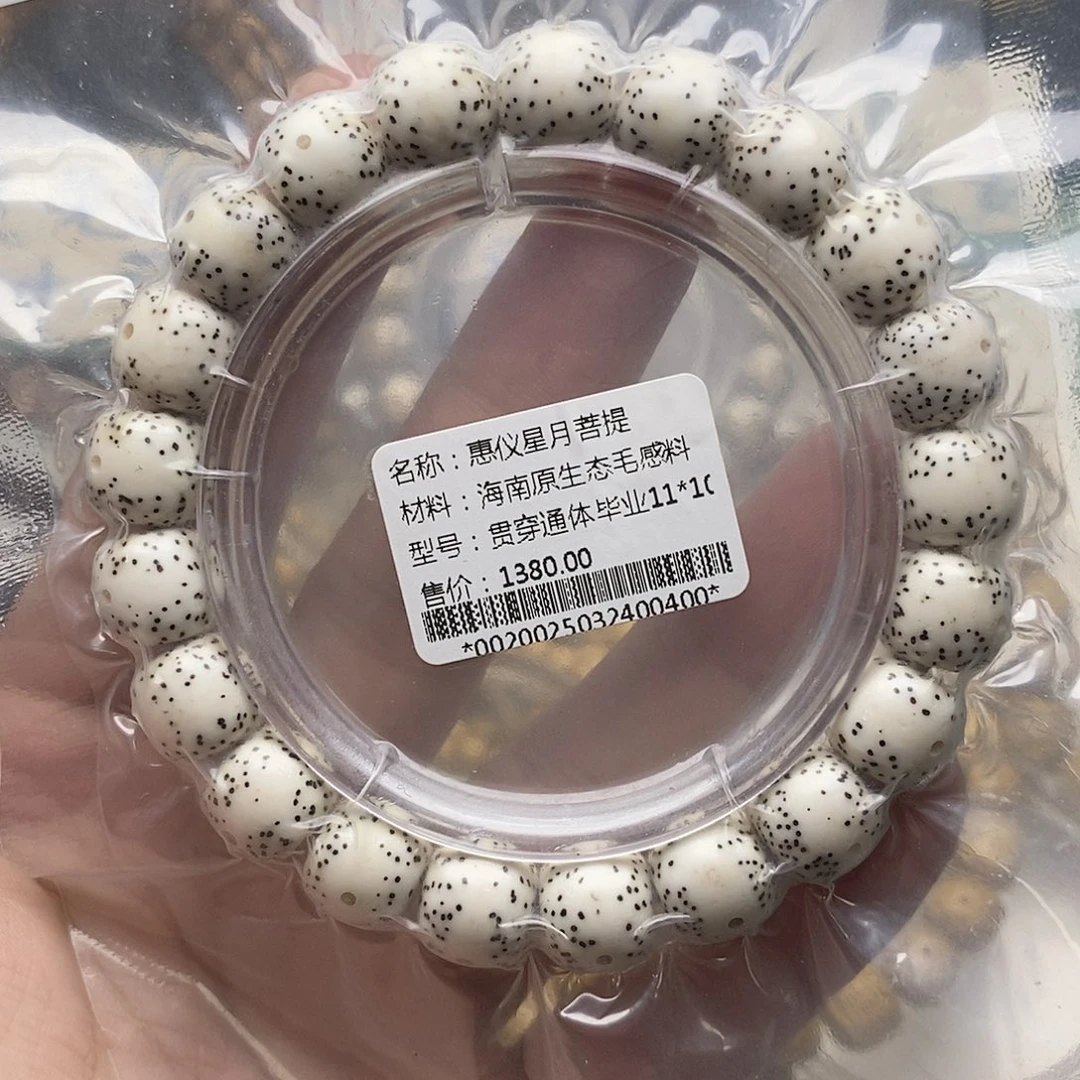 名称：惠仪星月菩提
材料：海南原生态毛感料
型号：贯穿通体毕业11*10
售价：1380.00
*0020025032400400*